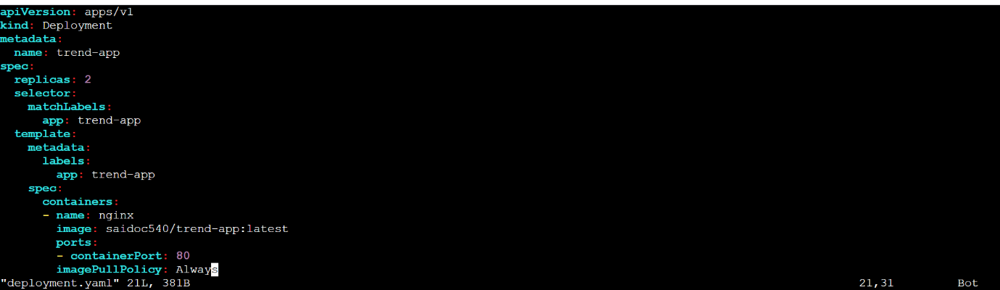 apiVersion: apps/v1
kind: Deployment
metadata:
  name: trend-app
spec:
  replicas: 2
  selector:
    matchLabels:
      app: trend-app
  template:
    metadata:
      labels:
        app: trend-app
    spec:
      containers:
      - name: nginx
        image: saidoc540/trend-app:latest
        ports:
        - containerPort: 80
        imagePullPolicy: Always
"deployment.yaml" 21L, 381B 21,31 Bot